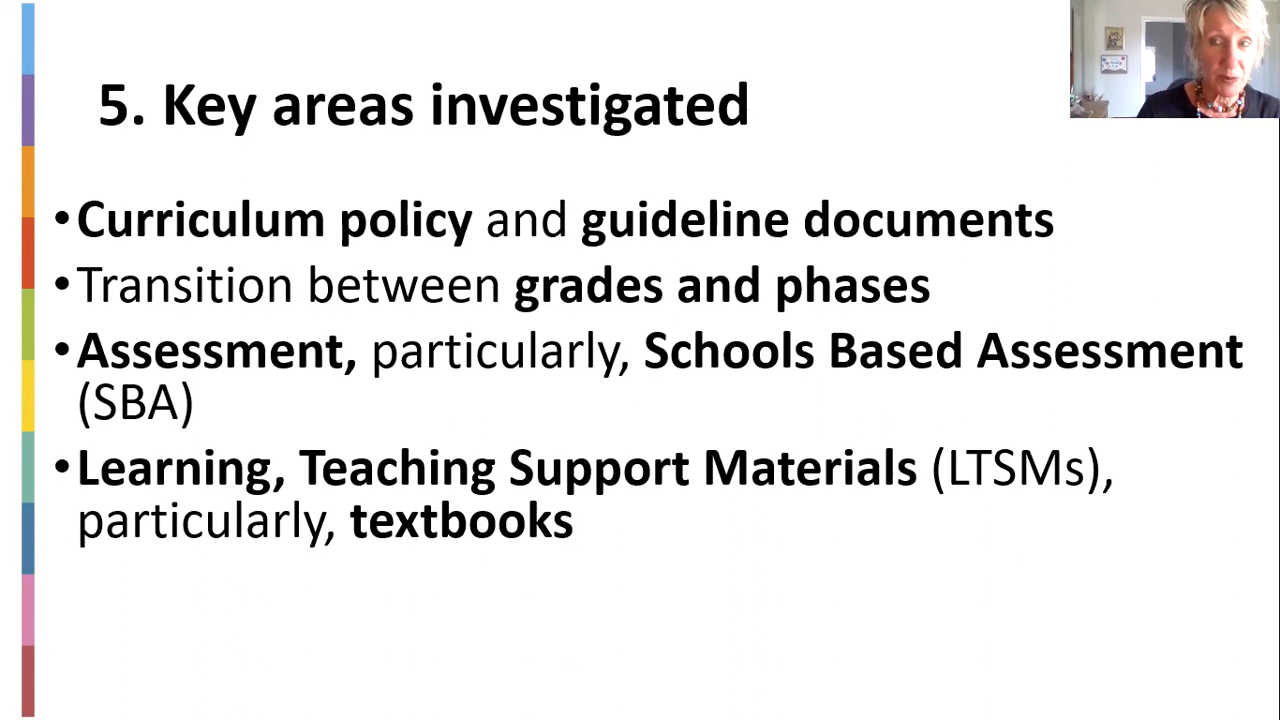 5. Key areas investigated
•Curriculum policy and guideline documents
•Transition between grades and phases
•Assessment, particularly, Schools Based Assessment
(SBA)
•Learning, Teaching Support Materials (LTSMs),
particularly, textbooks